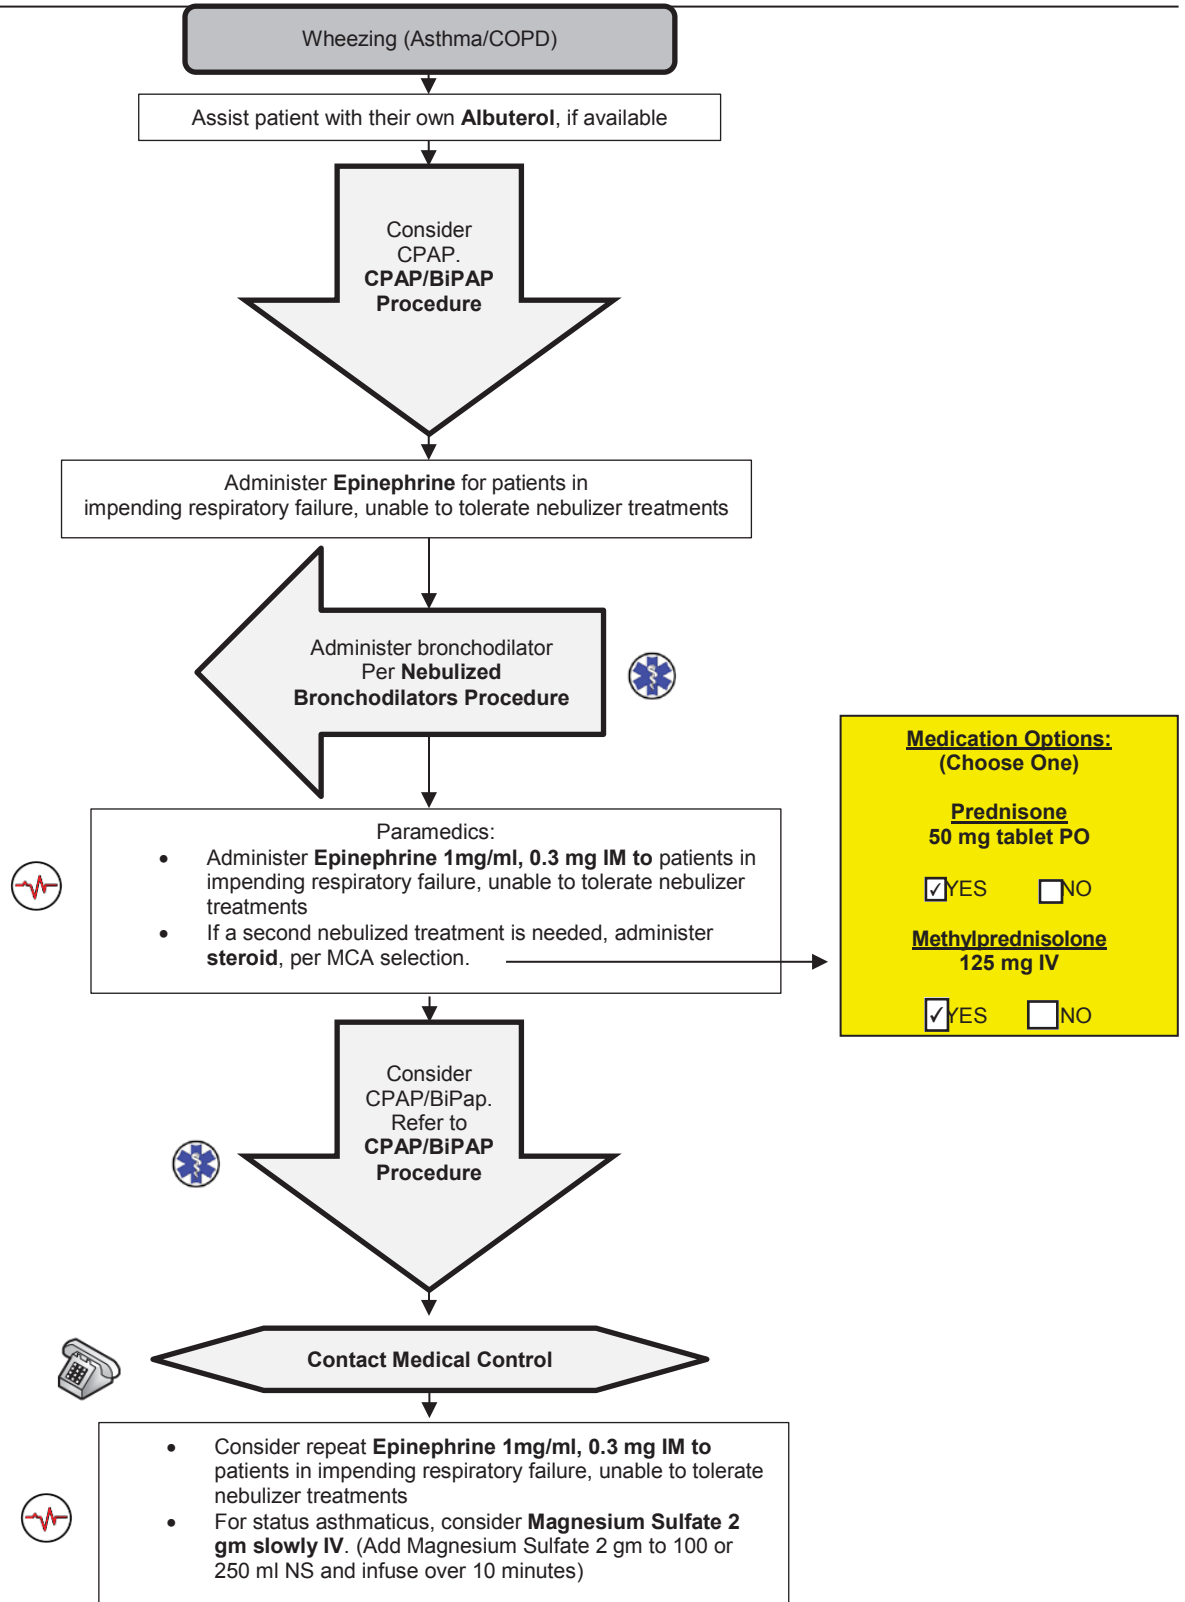 Wheezing (Asthma/COPD)
Assist patient with their own Albuterol, if available
Consider
CPAP.
CPAP/BiPAP
Procedure
Administer Epinephrine for patients in
impending respiratory failure, unable to tolerate nebulizer treatments
Administer bronchodilator
Per Nebulized
Bronchodilators Procedure
Paramedics:
• Administer Epinephrine 1mg/ml, 0.3 mg IM to patients in
impending respiratory failure, unable to tolerate nebulizer
treatments
• If a second nebulized treatment is needed, administer
steroid, per MCA selection.
Medication Options:
(Choose One)
Prednisone
50 mg tablet PO
✓YES NO
Methylprednisolone
125 mg IV
✓YES NO
Consider
CPAP/BiPap.
Refer to
CPAP/BiPAP
Procedure
Contact Medical Control
• Consider repeat Epinephrine 1mg/ml, 0.3 mg IM to
patients in impending respiratory failure, unable to tolerate
nebulizer treatments
• For status asthmaticus, consider Magnesium Sulfate 2
gm slowly IV. (Add Magnesium Sulfate 2 gm to 100 or
250 ml NS and infuse over 10 minutes)